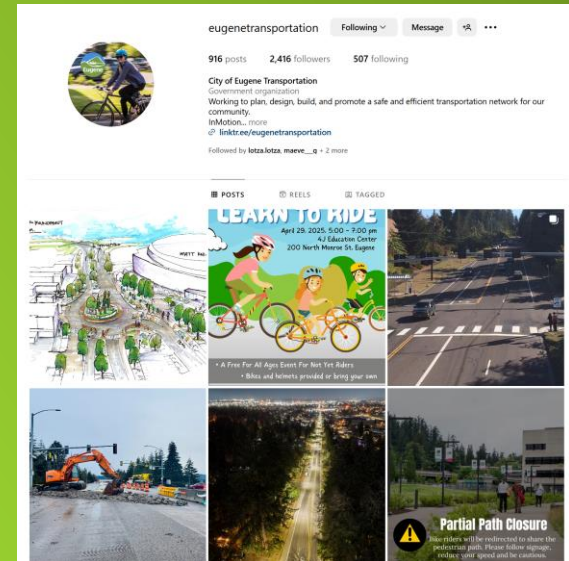 eugenetransportation Following Message
916 posts 2,416 followers 507 following
City of Eugene Transportation
Government organization
Working to plan, design, build, and promote a safe and efficient transportation network for our
community.
InMotion... more
linktr.ee/eugenetransportation
Followed by lotza.lotza, maeve__q + 2 more
POSTS REELS TAGGED
Eugene
LEARN TO RIDE
April 29, 2025, 5:00 - 7:00 pm
4J Education Center
200 North Monroe St. Eugene
• A Free For All Ages Event For Not Yet Riders
• Bikes and helmets provided or bring your own
Partial Path Closure
Bike riders will be redirected to share the
pedestrian path. Please follow signage,
reduce your speed and be cautious.